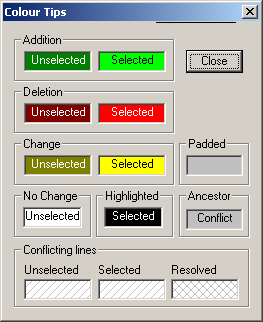 Colour Tips
Addition
Unselected Selected
Close
Deletion
Unselected Selected
Change
Unselected Selected
Padded
No Change
Unselected
Highlighted
Selected
Ancestor
Conflict
Conflicting lines
Unselected Selected Resolved